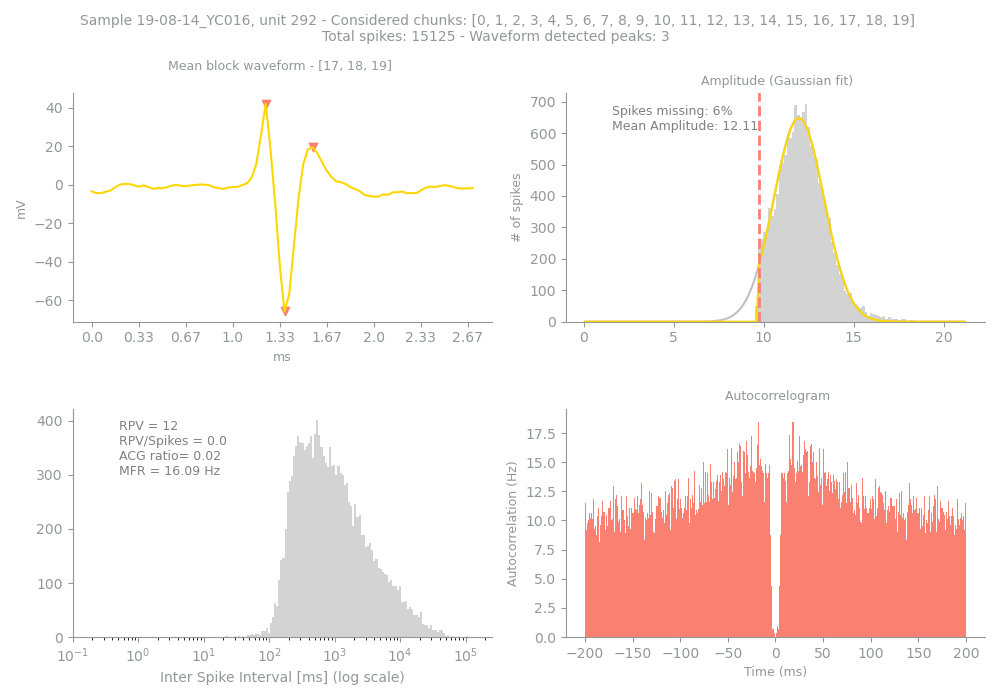 Sample 19-08-14_YC016, unit 292 - Considered chunks: [0, 1, 2, 3, 4, 5, 6, 7, 8, 9, 10, 11, 12, 13, 14, 15, 16, 17, 18, 19]
Total spikes: 15125 - Waveform detected peaks: 3
Mean block waveform - [17, 18, 19]
40
20
0
−20
−40
−60
mV
0.0 0.33 0.67 1.0 1.33 1.67 2.0 2.33 2.67
ms
Amplitude (Gaussian fit)
Spikes missing: 6%
Mean Amplitude: 12.11
700
600
500
400
300
200
100
0
# of spikes
0 5 10 15 20
RPV = 12
RPV/Spikes = 0.0
ACG ratio= 0.02
MFR = 16.09 Hz
400
300
200
100
0
10⁻¹ 10⁰ 10¹ 10² 10³ 10⁴ 10⁵
Inter Spike Interval [ms] (log scale)
Autocorrelogram
17.5
15.0
12.5
10.0
7.5
5.0
2.5
0.0
Autocorrelation (Hz)
−200 −150 −100 −50 0 50 100 150 200
Time (ms)